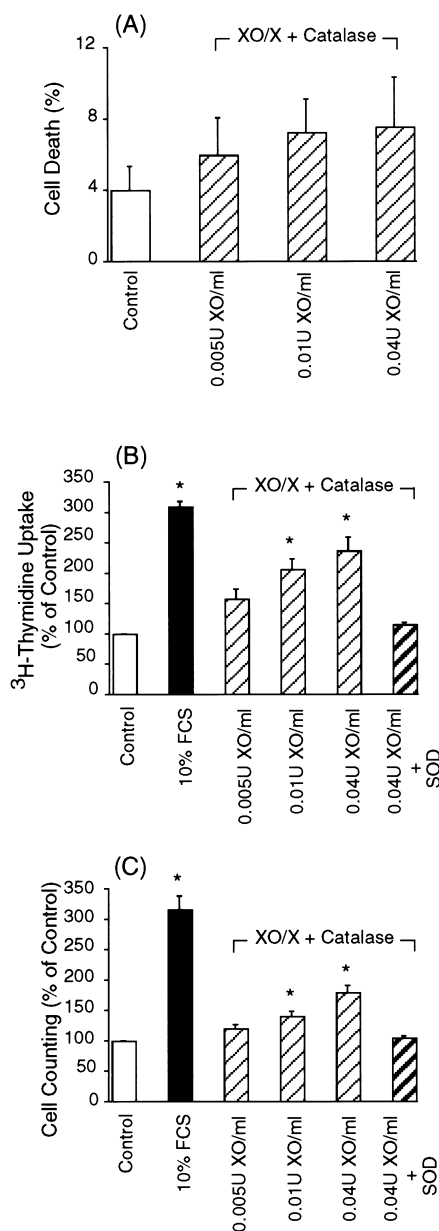 (A)
XO/X + Catalase
Cell Death (%)
12
8
4
0
Control
0.005U XO/ml
0.01U XO/ml
0.04U XO/ml
(B)
XO/X + Catalase
³H-Thymidine Uptake
(% of Control)
350
300
250
200
150
100
50
0
*
*
*
Control
10% FCS
0.005U XO/ml
0.01U XO/ml
0.04U XO/ml
0.04U XO/ml
+
SOD
(C)
XO/X + Catalase
Cell Counting (% of Control)
350
300
250
200
150
100
50
0
*
*
*
Control
10% FCS
0.005U XO/ml
0.01U XO/ml
0.04U XO/ml
0.04U XO/ml
+
SOD